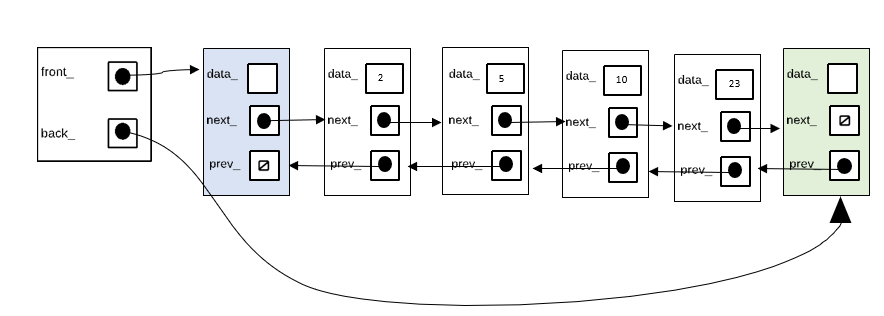 front_
back_
data_
next_
prev_
data_ 2
next_
prev_
data_ 5
next_
prev_
data_ 10
next_
prev_
data_ 23
next_
prev_
data_
next_
prev_